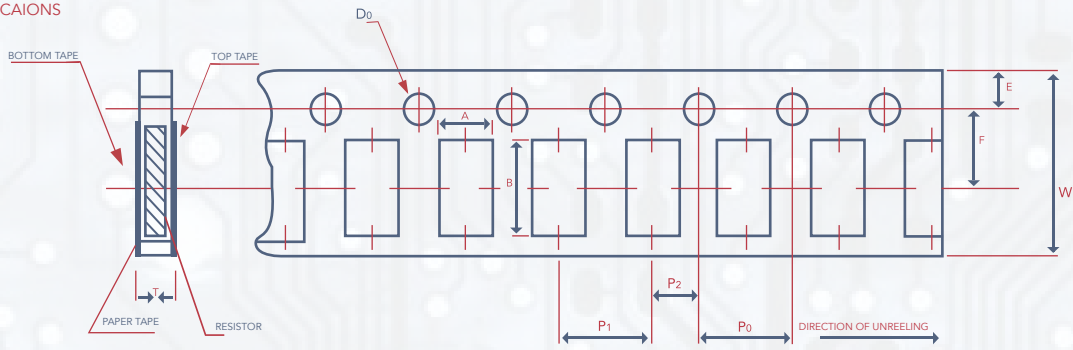 CAIONS
D0
BOTTOM TAPE
TOP TAPE
E
A
F
B
W
T
P2
PAPER TAPE
RESISTOR
P1
P0
DIRECTION OF UNREELING